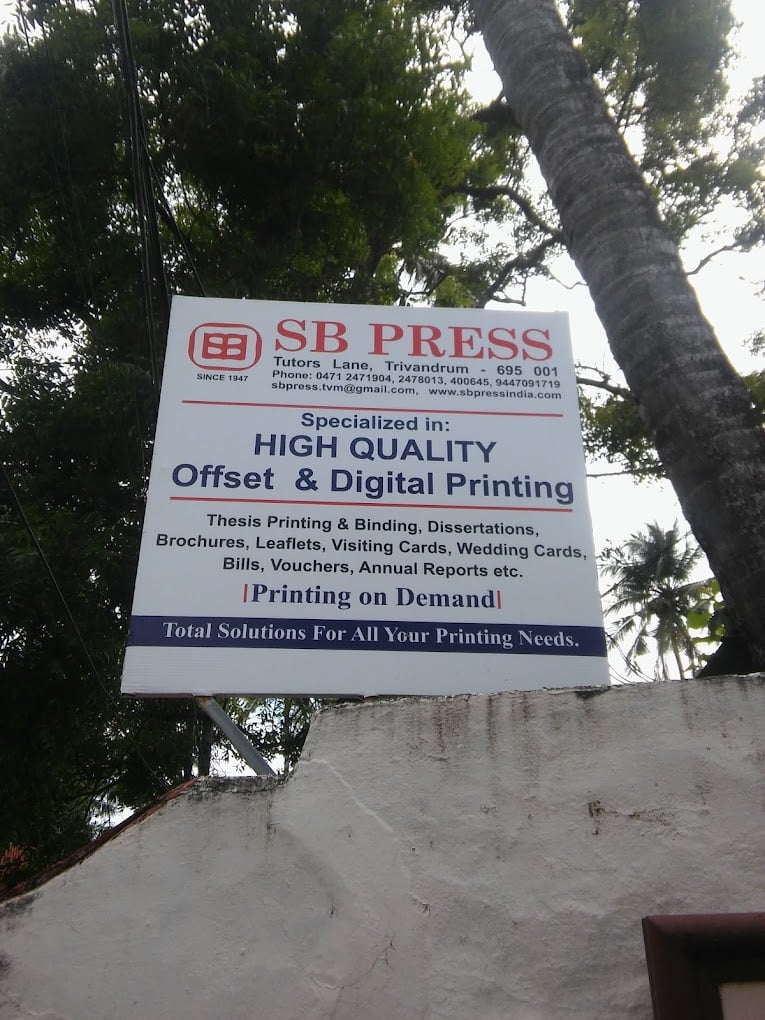 SB PRESS
SINCE 1947
Tutors Lane, Trivandrum - 695 001
Phone: 0471 2471904, 2478013, 400645, 9447091719
sbpress.tvm@gmail.com, www.sbpressindia.com
Specialized in:
HIGH QUALITY
Offset & Digital Printing
Thesis Printing & Binding, Dissertations,
Brochures, Leaflets, Visiting Cards, Wedding Cards,
Bills, Vouchers, Annual Reports etc.
|Printing on Demand|
Total Solutions For All Your Printing Needs.